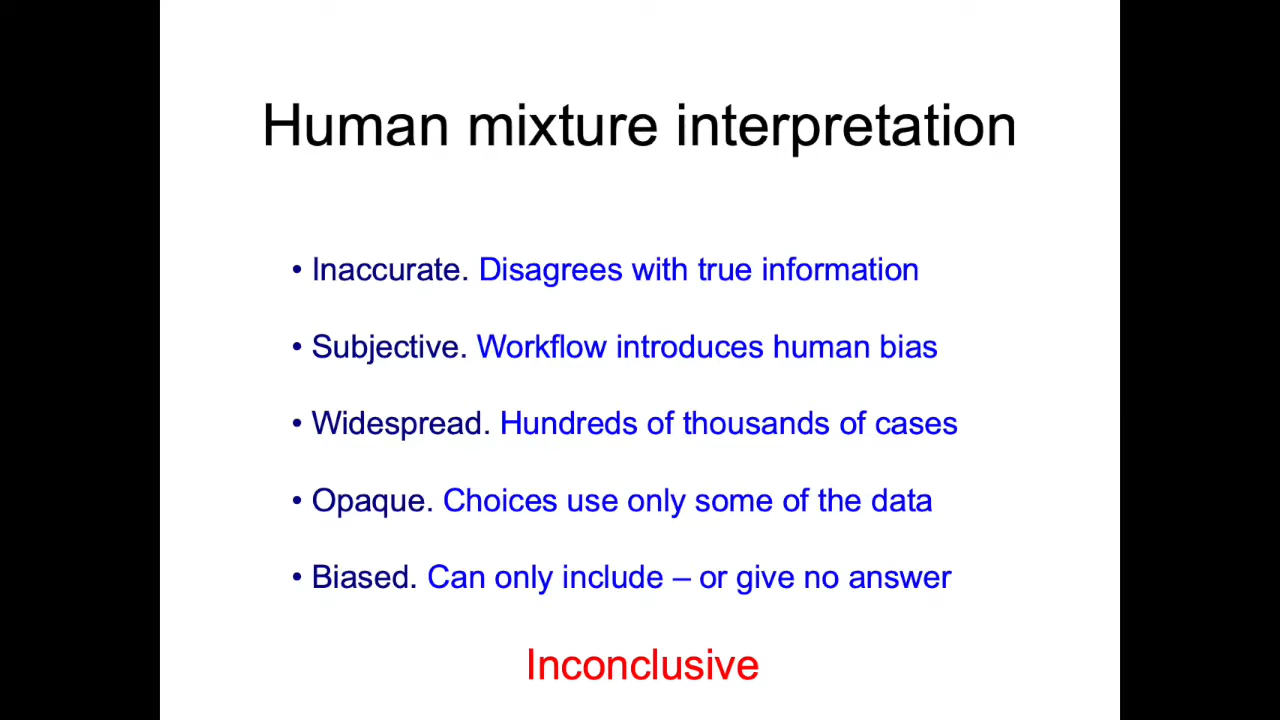 Human mixture interpretation
• Inaccurate. Disagrees with true information
• Subjective. Workflow introduces human bias
• Widespread. Hundreds of thousands of cases
• Opaque. Choices use only some of the data
• Biased. Can only include – or give no answer
Inconclusive